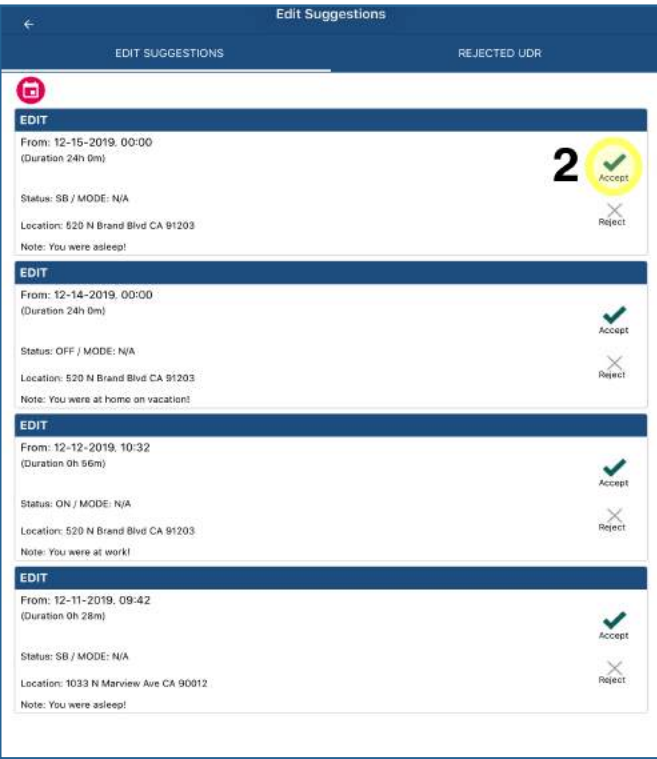 Edit Suggestions
EDIT SUGGESTIONS REJECTED UDR
EDIT
From: 12-15-2019, 00:00
(Duration 24h 0m)
2
Accept
Status: SB / MODE: N/A
Reject
Location: 520 N Brand Blvd CA 91203
Note: You were asleep!
EDIT
From: 12-14-2019, 00:00
(Duration 24h 0m)
Accept
Status: OFF / MODE: N/A
Reject
Location: 520 N Brand Blvd CA 91203
Note: You were at home on vacation!
EDIT
From: 12-12-2019, 10:32
(Duration 0h 56m)
Accept
Status: ON / MODE: N/A
Reject
Location: 520 N Brand Blvd CA 91203
Note: You were at work!
EDIT
From: 12-11-2019, 09:42
(Duration 0h 28m)
Accept
Status: SB / MODE: N/A
Reject
Location: 1033 N Marview Ave CA 90012
Note: You were asleep!